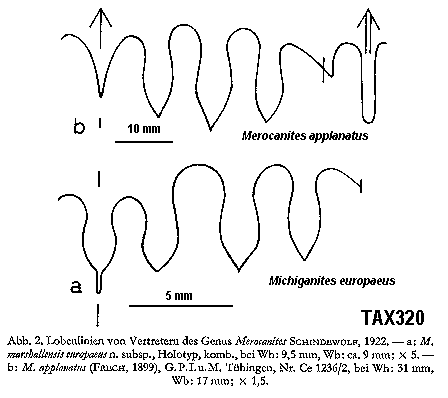 b
10 mm
Merocanites applanatus
a
5 mm
Michiganites europaeus
TAX320
Abb. 2. Lobenlinien von Vertretern des Genus Merocanites SCHINDEWOLF, 1922. — a: M.
marshallensis europaeus n. subsp., Holotyp, komb., bei Wh: 9,5 mm, Wb: ca. 9 mm; × 5. —
b: M. applanatus (FRECH, 1899), G.P.I.u.M. Tübingen, Nr. Ce 1236/2, bei Wh: 31 mm,
Wb: 17 mm; × 1,5.